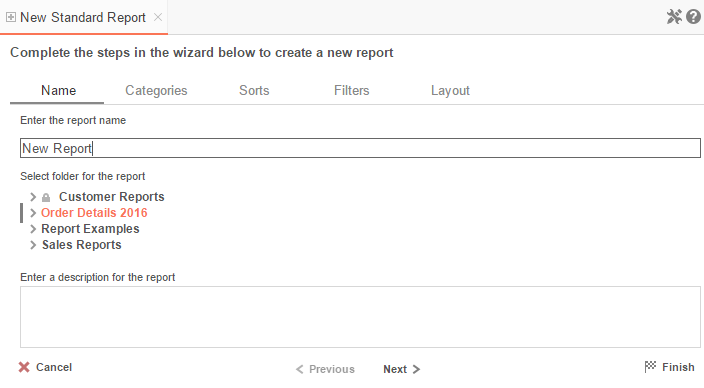 New Standard Report
Complete the steps in the wizard below to create a new report
Name Categories Sorts Filters Layout
Enter the report name
New Report
Select folder for the report
Customer Reports
Order Details 2016
Report Examples
Sales Reports
Enter a description for the report
Cancel Previous Next Finish